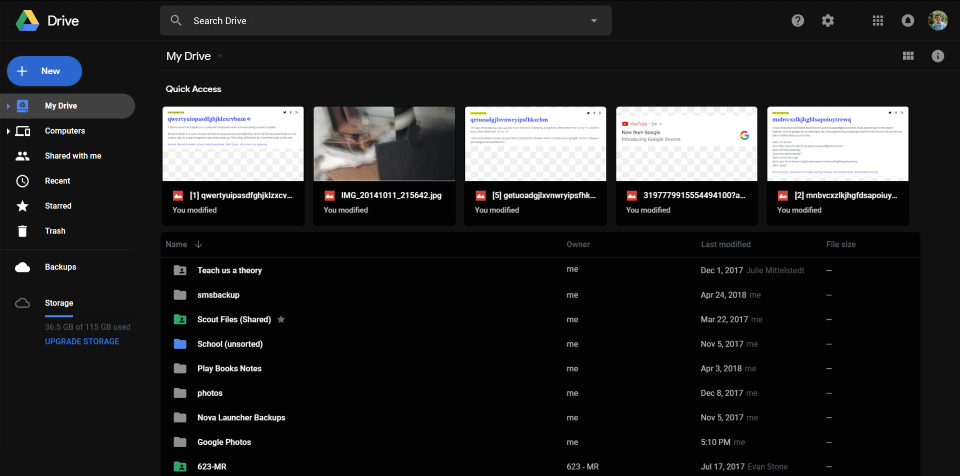 Drive
Search Drive
New
My Drive
Computers
Shared with me
Recent
Starred
Trash
Backups
Storage
36.5 GB of 115 GB used
UPGRADE STORAGE
My Drive
Quick Access
qwertyuipasdfghjklzxcvbnm
[1] qwertyuipasdfghjklzxcv...
You modified
IMG_20141011_215642.jpg
You modified
qetuoadgjlxvnwryipsfhkzcbm
[5] getuoadgjlxvnwryipsfhk...
You modified
YouTube
New from Google
Introducing Google Gnome
31977799155544941 00?a...
You modified
mnbvcxzlkjhgfdsapoiuytrewq
[2] mnbvcxzlkjhgfdsapoiuy...
You modified
Name Owner Last modified File size
Teach us a theory me Dec 1, 2017 Julie Mittelstedt —
smsbackup me Apr 24, 2018 me —
Scout Files (Shared) me Mar 22, 2017 me —
School (unsorted) me Nov 5, 2017 me —
Play Books Notes me Apr 3, 2018 me —
photos me Dec 8, 2017 me —
Nova Launcher Backups me Nov 5, 2017 me —
Google Photos me 5:10 PM me —
623-MR 623 - MR Jul 17, 2017 Evan Stone —